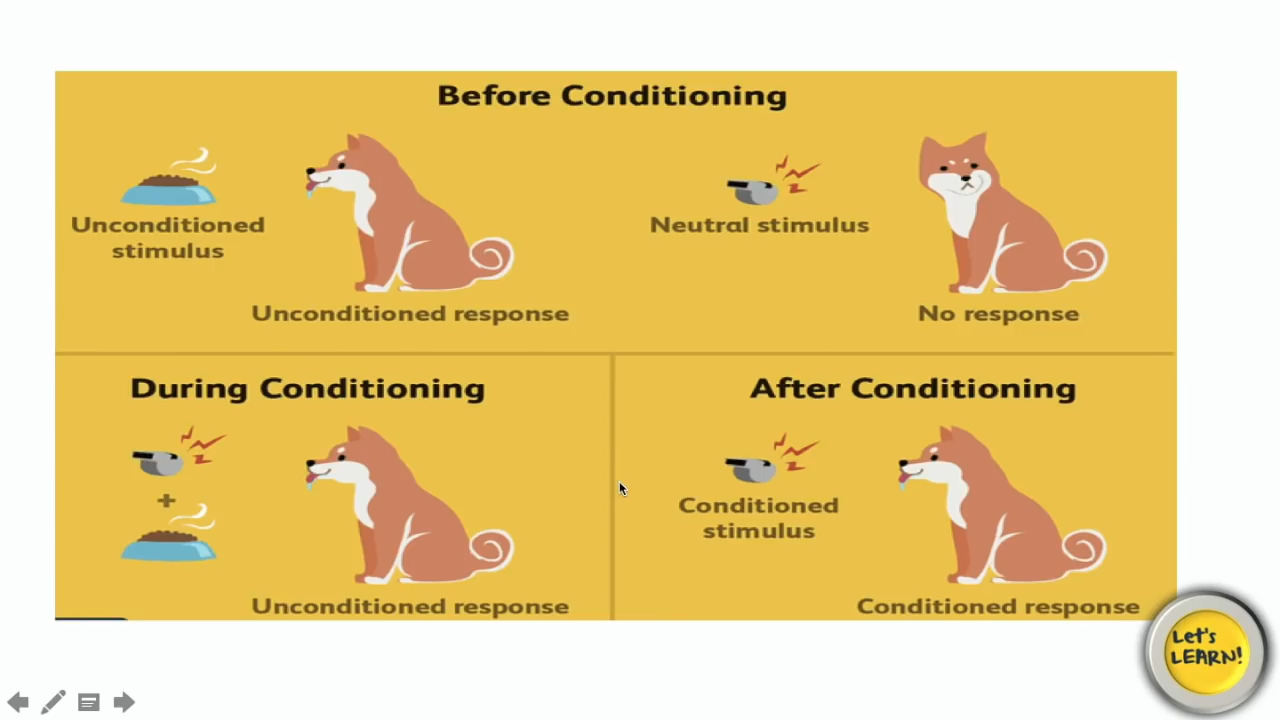 Before Conditioning
Unconditioned
stimulus
Unconditioned response
Neutral stimulus
No response
During Conditioning
+
Unconditioned response
After Conditioning
Conditioned
stimulus
Conditioned response
Let's
LEARN!